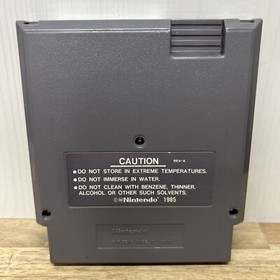 CAUTION
REV-A
●DO NOT STORE IN EXTREME TEMPERATURES.
●DO NOT IMMERSE IN WATER.
●DO NOT CLEAN WITH BENZENE, THINNER,
ALCOHOL OR OTHER SUCH SOLVENTS.
©®Nintendo 1985
Nintendo